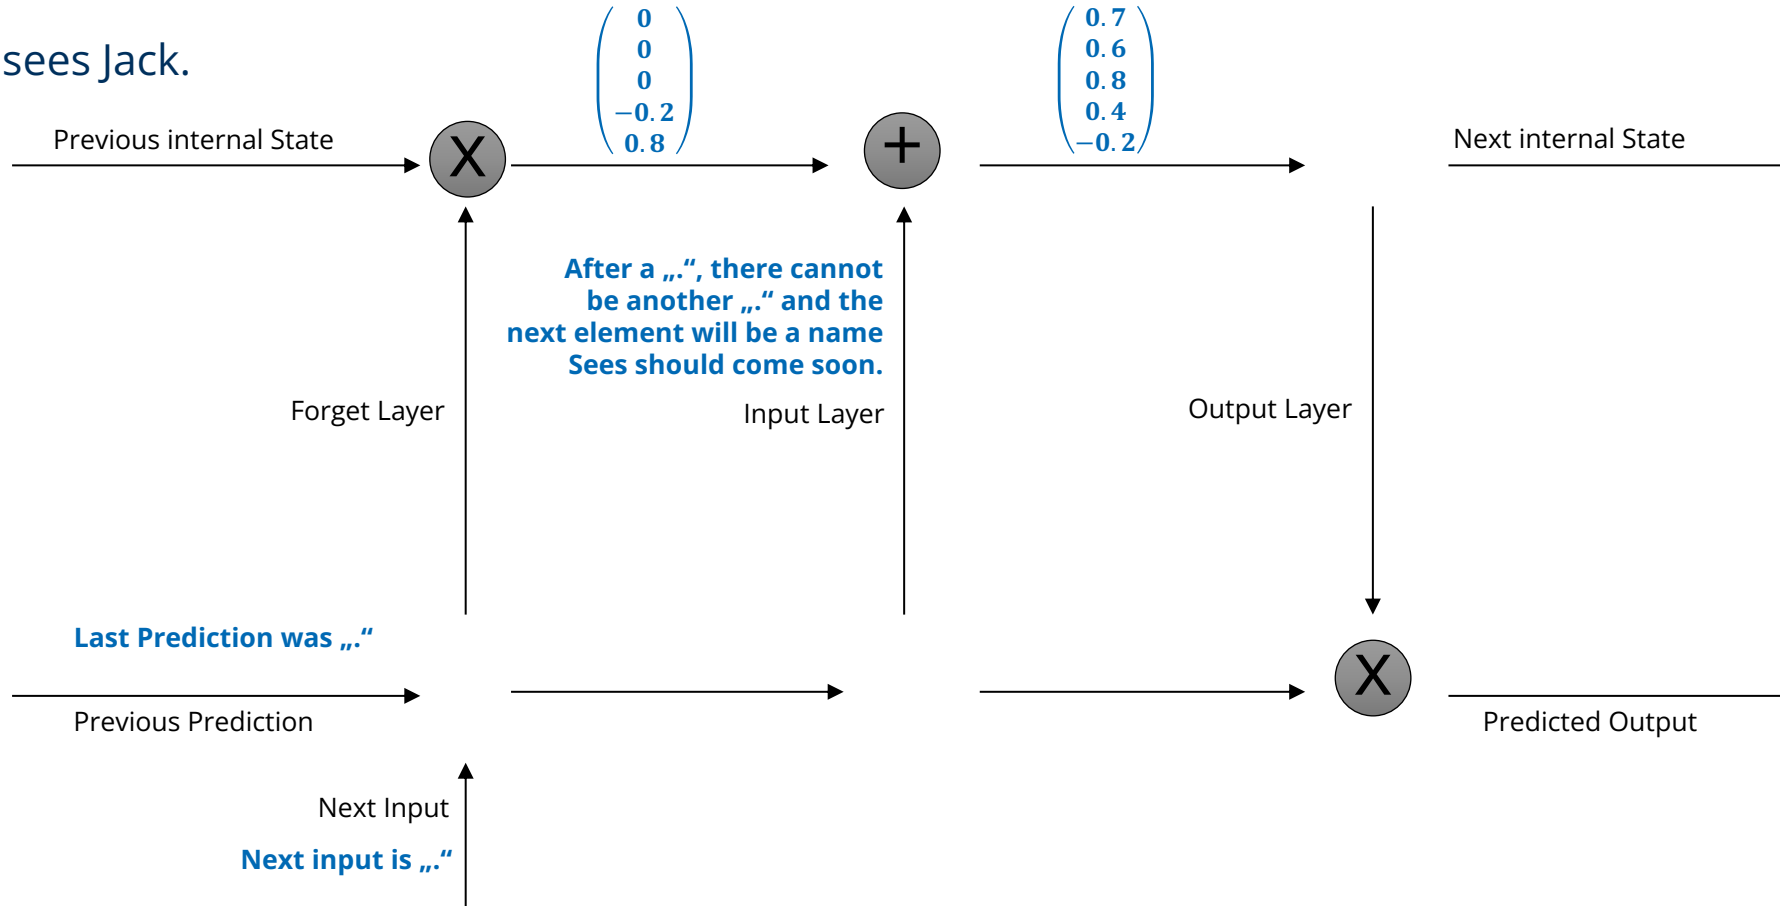 sees Jack.
0
0
0
−0.2
0.8
0.7
0.6
0.8
0.4
−0.2
Previous internal State
X
+
Next internal State
After a „.“, there cannot
be another „.“ and the
next element will be a name
Sees should come soon.
Forget Layer
Input Layer
Output Layer
Last Prediction was „.“
X
Previous Prediction
Predicted Output
Next Input
Next input is „.“